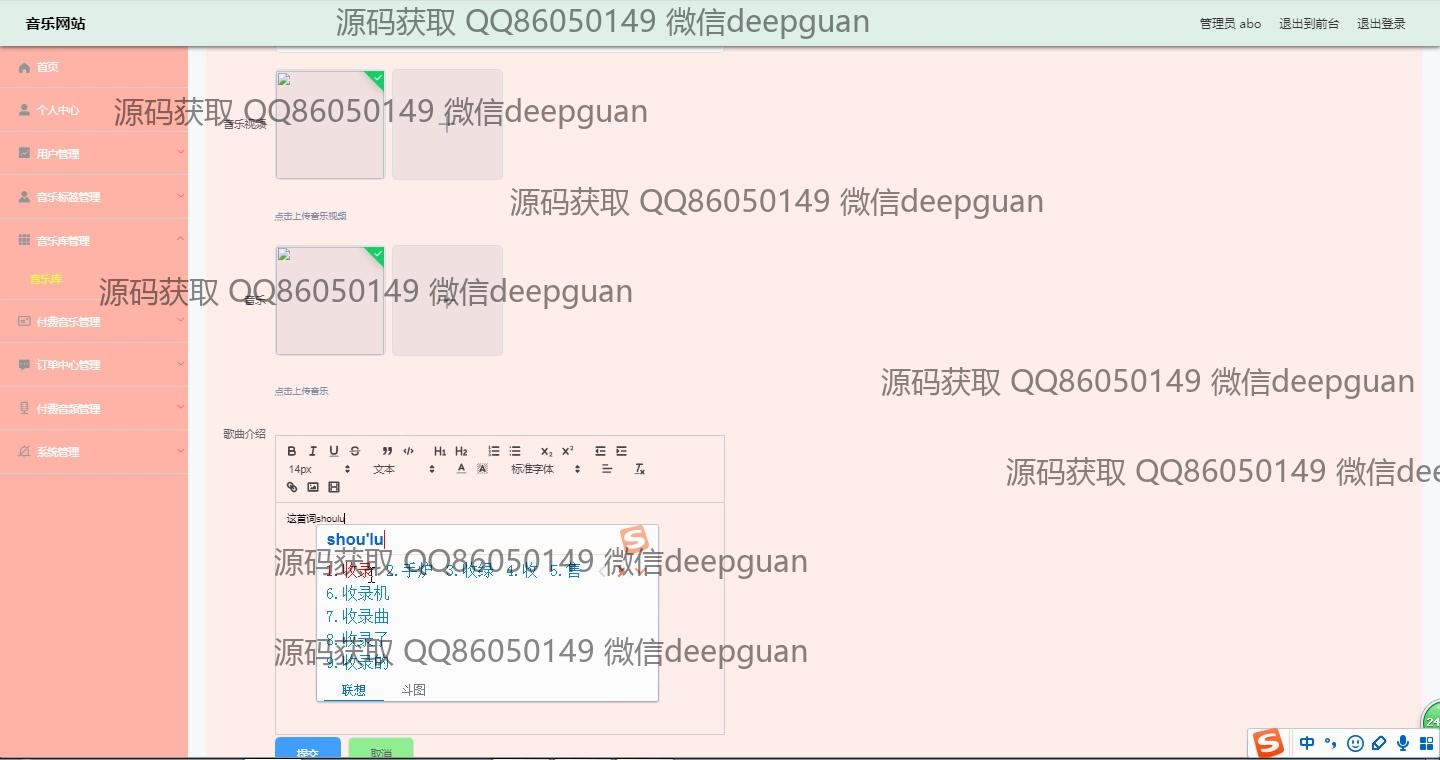 音乐网站
管理员 abo 退出到前台 退出登录
源码获取 QQ86050149 微信deepguan
首页
个人中心
用户管理
音乐标签管理
音乐库管理
音乐库
付费音乐管理
订单中心管理
付费音频管理
系统管理
源码获取 QQ86050149 微信deepguan
音乐视频
源码获取 QQ86050149 微信deepguan
点击上传音乐视频
源码获取 QQ86050149 微信deepguan
音乐
源码获取 QQ86050149 微信deepguan
点击上传音乐
歌曲介绍
B I U S H1 H2 x₂ x²
14px 文本 A A 标准字体
源码获取 QQ86050149 微信dee
这首词shoulu
shou'lu
源码获取 QQ86050149 微信deepguan
1.收录 2.手炉 3.收绿 4.收 5.售
6.收录机
7.收录曲
8.收录了
源码获取 QQ86050149 微信deepguan
9.收录的
联想 斗图
提交 取消
24
中